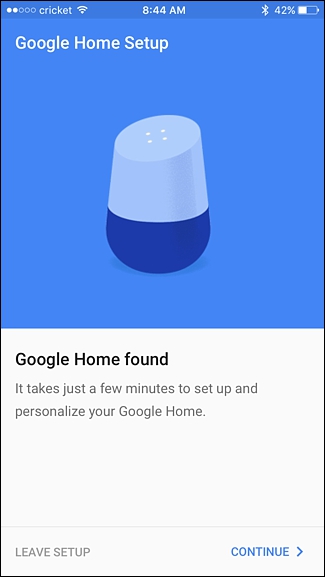 cricket 8:44 AM 42%
Google Home Setup
Google Home found
It takes just a few minutes to set up and
personalize your Google Home.
LEAVE SETUP CONTINUE